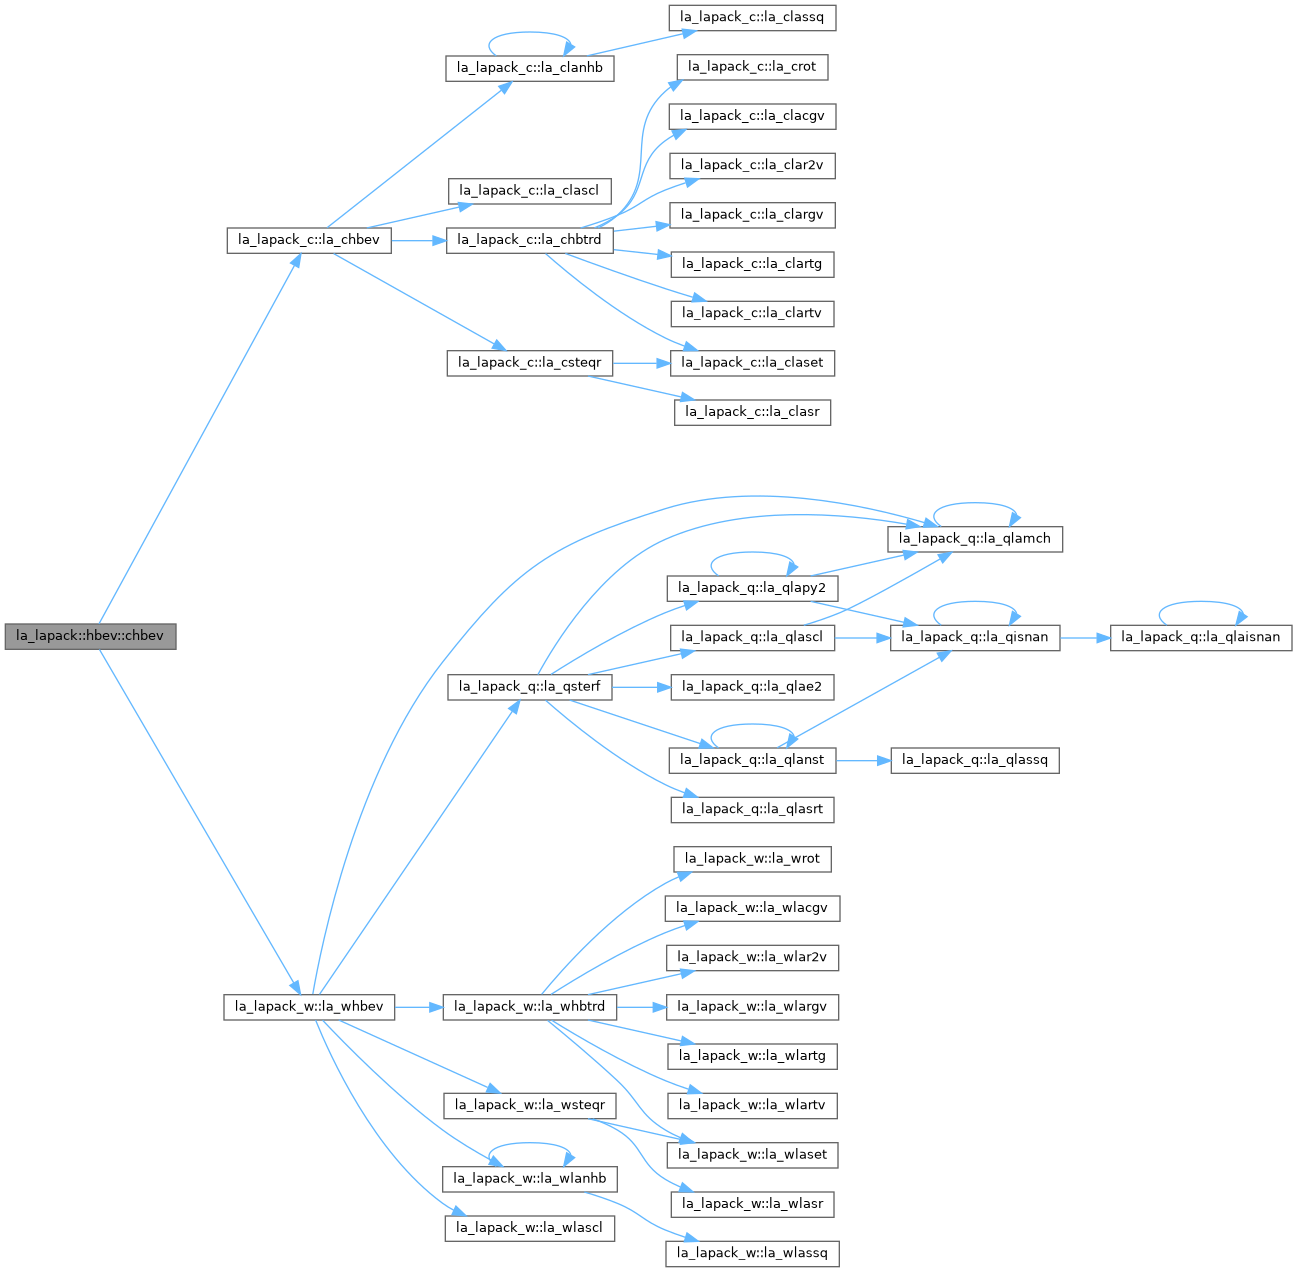 la_lapack_c::la_classq
la_lapack_c::la_clanhb
la_lapack_c::la_crot
la_lapack_c::la_clacgv
la_lapack_c::la_clar2v
la_lapack_c::la_clascl
la_lapack_c::la_clargv
la_lapack_c::la_chbev
la_lapack_c::la_chbtrd
la_lapack_c::la_clartg
la_lapack_c::la_clartv
la_lapack_c::la_csteqr
la_lapack_c::la_claset
la_lapack_c::la_clasr
la_lapack_q::la_qlamch
la_lapack_q::la_qlapy2
la_lapack::hbev::chbev
la_lapack_q::la_qlascl
la_lapack_q::la_qisnan
la_lapack_q::la_qlaisnan
la_lapack_q::la_qsterf
la_lapack_q::la_qlae2
la_lapack_q::la_qlanst
la_lapack_q::la_qlassq
la_lapack_q::la_qlasrt
la_lapack_w::la_wrot
la_lapack_w::la_wlacgv
la_lapack_w::la_wlar2v
la_lapack_w::la_whbev
la_lapack_w::la_whbtrd
la_lapack_w::la_wlargv
la_lapack_w::la_wlartg
la_lapack_w::la_wsteqr
la_lapack_w::la_wlartv
la_lapack_w::la_wlaset
la_lapack_w::la_wlanhb
la_lapack_w::la_wlasr
la_lapack_w::la_wlascl
la_lapack_w::la_wlassq